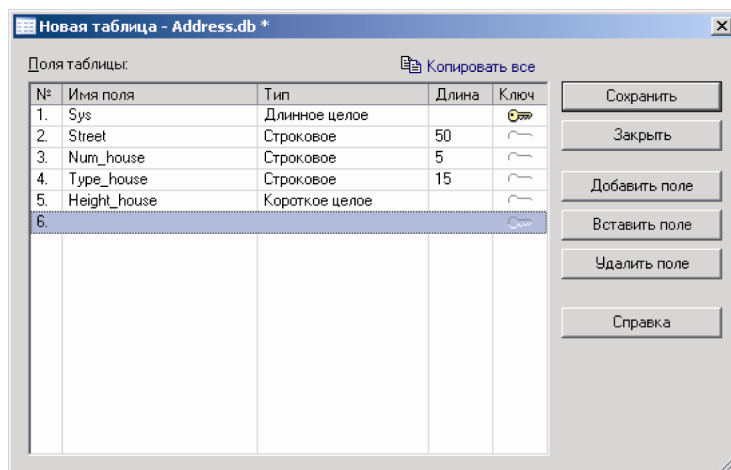 Новая таблица - Address.db *
Поля таблицы: Копировать все
№ Имя поля Тип Длина Ключ
1. Sys Длинное целое
2. Street Строковое 50
3. Num_house Строковое 5
4. Type_house Строковое 15
5. Height_house Короткое целое
6.
Сохранить
Закрыть
Добавить поле
Вставить поле
Удалить поле
Справка